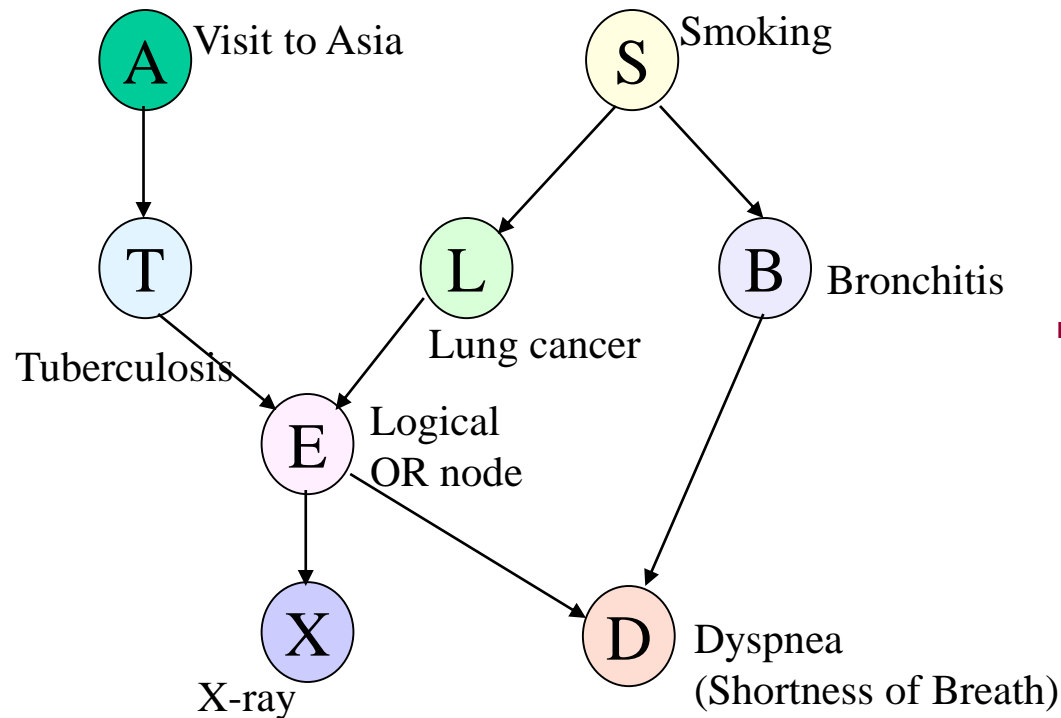 A
Visit to Asia
S
Smoking
T
Tuberculosis
L
Lung cancer
B
Bronchitis
E
Logical
OR node
X
X-ray
D
Dyspnea
(Shortness of Breath)